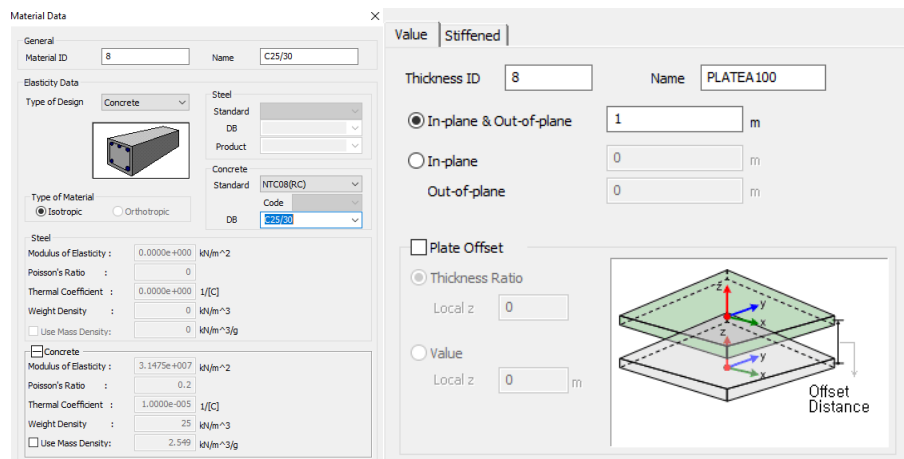 Material Data
General
Material ID 8 Name C25/30
Elasticity Data
Type of Design Concrete
Steel
Standard
DB
Product
Concrete
Standard NTC08(RC)
Code
DB C25/30
Type of Material
Isotropic Orthotropic
Steel
Modulus of Elasticity : 0.0000e+000 kN/m^2
Poisson's Ratio : 0
Thermal Coefficient : 0.0000e+000 1/[C]
Weight Density : 0 kN/m^3
Use Mass Density: 0 kN/m^3/g
Concrete
Modulus of Elasticity : 3.1475e+007 kN/m^2
Poisson's Ratio : 0.2
Thermal Coefficient : 1.0000e-005 1/[C]
Weight Density : 25 kN/m^3
Use Mass Density: 2.549 kN/m^3/g
Value Stiffened
Thickness ID 8 Name PLATEA100
In-plane & Out-of-plane 1 m
In-plane 0 m
Out-of-plane 0 m
Plate Offset
Thickness Ratio
Local z 0
Value
Local z 0 m
z
y
x
z
y
x
Offset
Distance